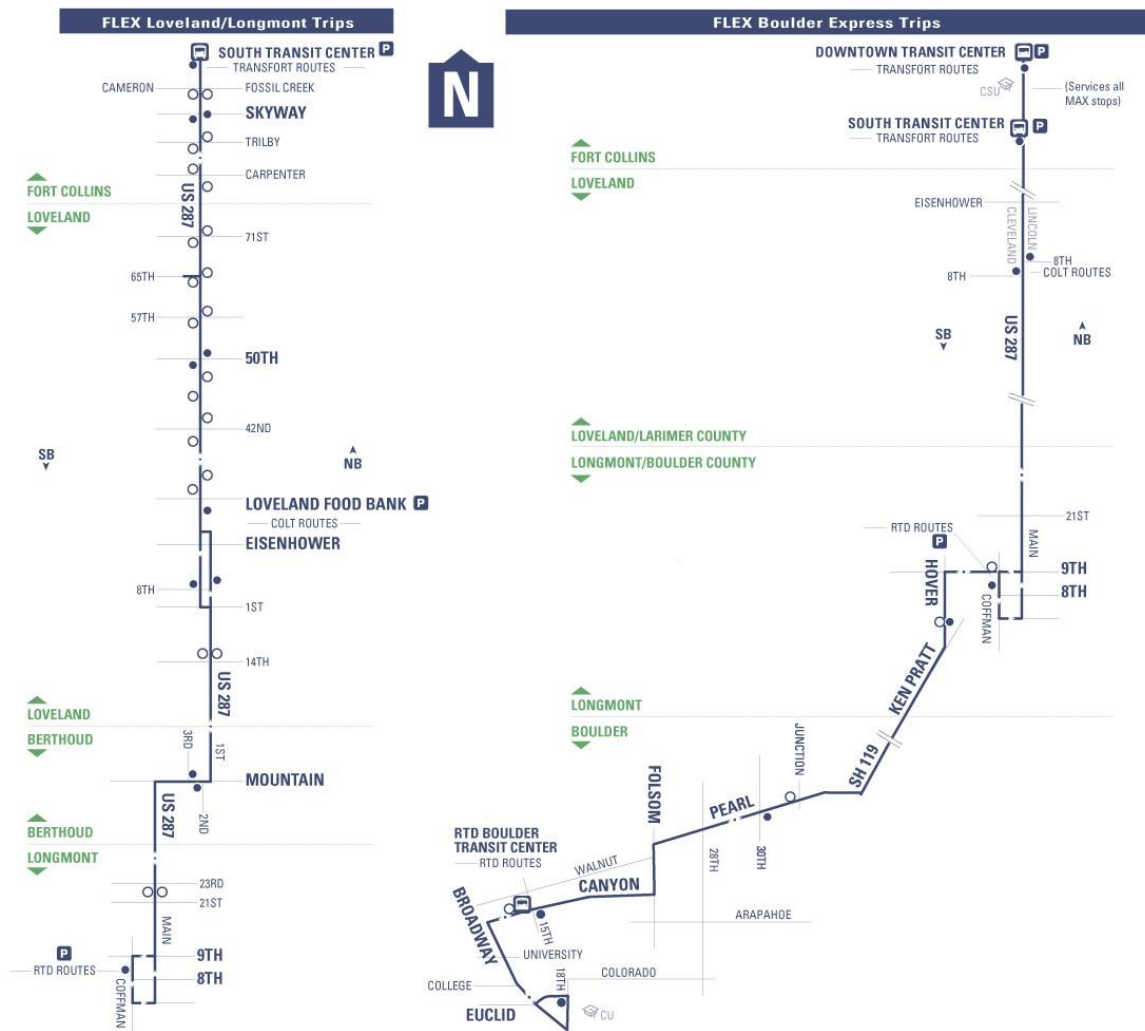 FLEX Loveland/Longmont Trips
SOUTH TRANSIT CENTER P
TRANSFORT ROUTES
CAMERON
FOSSIL CREEK
SKYWAY
TRILBY
CARPENTER
US 287
FORT COLLINS
LOVELAND
71ST
65TH
57TH
50TH
42ND
SB
NB
LOVELAND FOOD BANK P
COLT ROUTES
EISENHOWER
8TH
1ST
14TH
US 287
LOVELAND
BERTHOUD
3RD
1ST
MOUNTAIN
US 287
2ND
BERTHOUD
LONGMONT
23RD
21ST
MAIN
P
RTD ROUTES
9TH
8TH
COFFMAN
N
FLEX Boulder Express Trips
DOWNTOWN TRANSIT CENTER P
TRANSFORT ROUTES
CSU
(Services all
MAX stops)
SOUTH TRANSIT CENTER P
TRANSFORT ROUTES
FORT COLLINS
LOVELAND
EISENHOWER
CLEVELAND
LINCOLN
8TH
COLT ROUTES
8TH
SB
US 287
NB
LOVELAND/LARIMER COUNTY
LONGMONT/BOULDER COUNTY
21ST
RTD ROUTES
P
MAIN
HOVER
9TH
8TH
COFFMAN
KEN PRATT
LONGMONT
BOULDER
JUNCTION
SH 119
FOLSOM
PEARL
30TH
28TH
RTD BOULDER
TRANSIT CENTER
RTD ROUTES
WALNUT
CANYON
BROADWAY
15TH
ARAPAHOE
UNIVERSITY
COLORADO
18TH
COLLEGE
EUCLID
CU